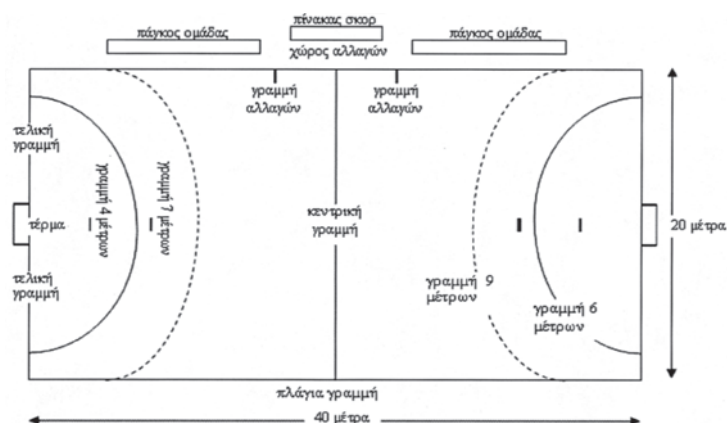 πίνακας σκορ
πάγκος ομάδας
χώρος αλλαγών
πάγκος ομάδας
γραμμή
αλλαγών
γραμμή
αλλαγών
τελική
γραμμή
γραμμή 4 μέτρων
γραμμή 7 μέτρων
τέρμα
κεντρική
γραμμή
20 μέτρα
τελική
γραμμή
γραμμή 9
μέτρων
γραμμή 6
μέτρων
πλάγια γραμμή
40 μέτρα